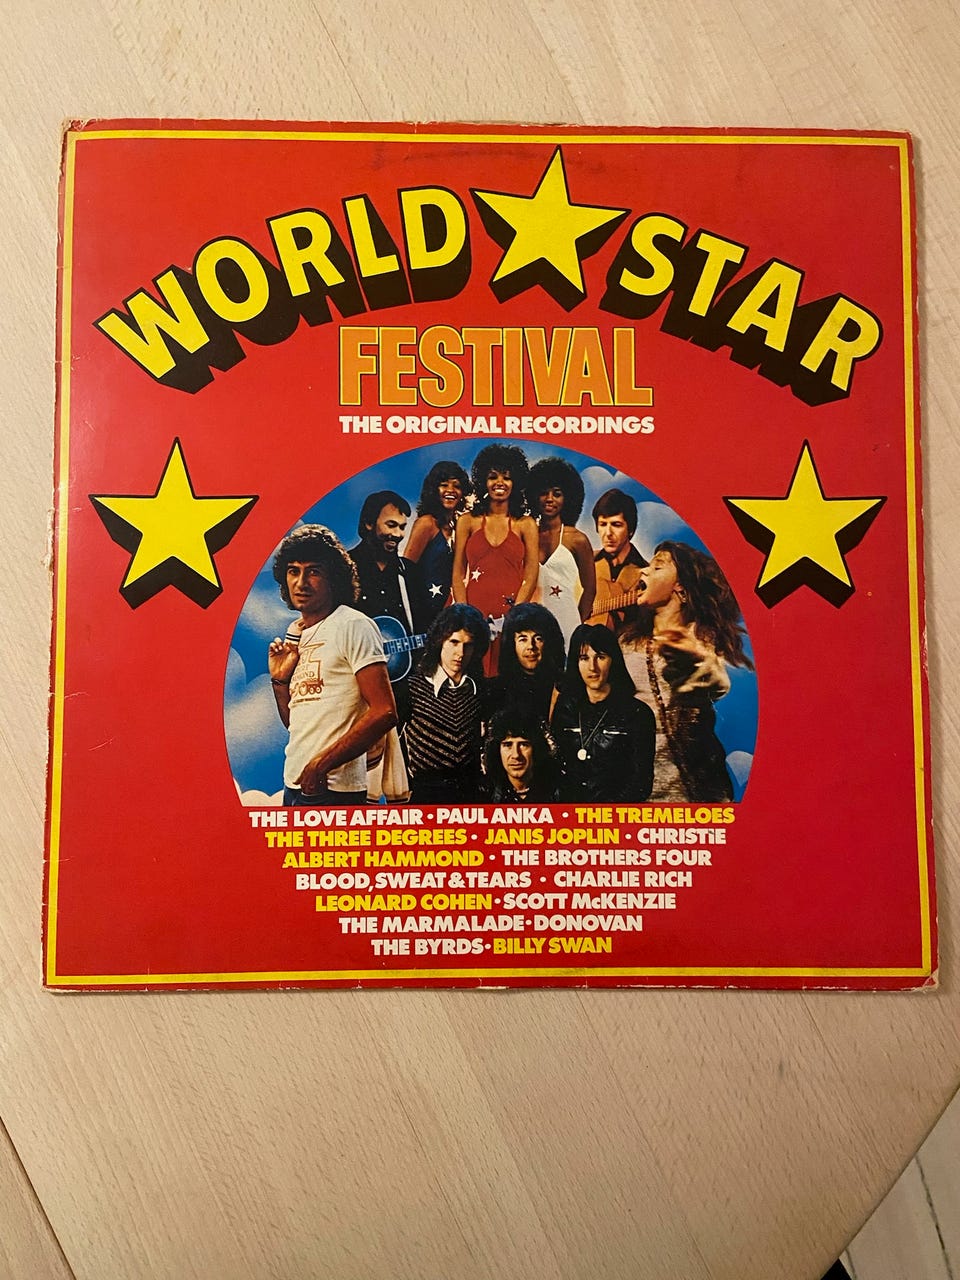 WORLD STAR
FESTIVAL
THE ORIGINAL RECORDINGS
THE LOVE AFFAIR • PAUL ANKA • THE TREMELOES
THE THREE DEGREES • JANIS JOPLIN • CHRISTIE
ALBERT HAMMOND • THE BROTHERS FOUR
BLOOD, SWEAT & TEARS • CHARLIE RICH
LEONARD COHEN • SCOTT McKENZIE
THE MARMALADE • DONOVAN
THE BYRDS • BILLY SWAN